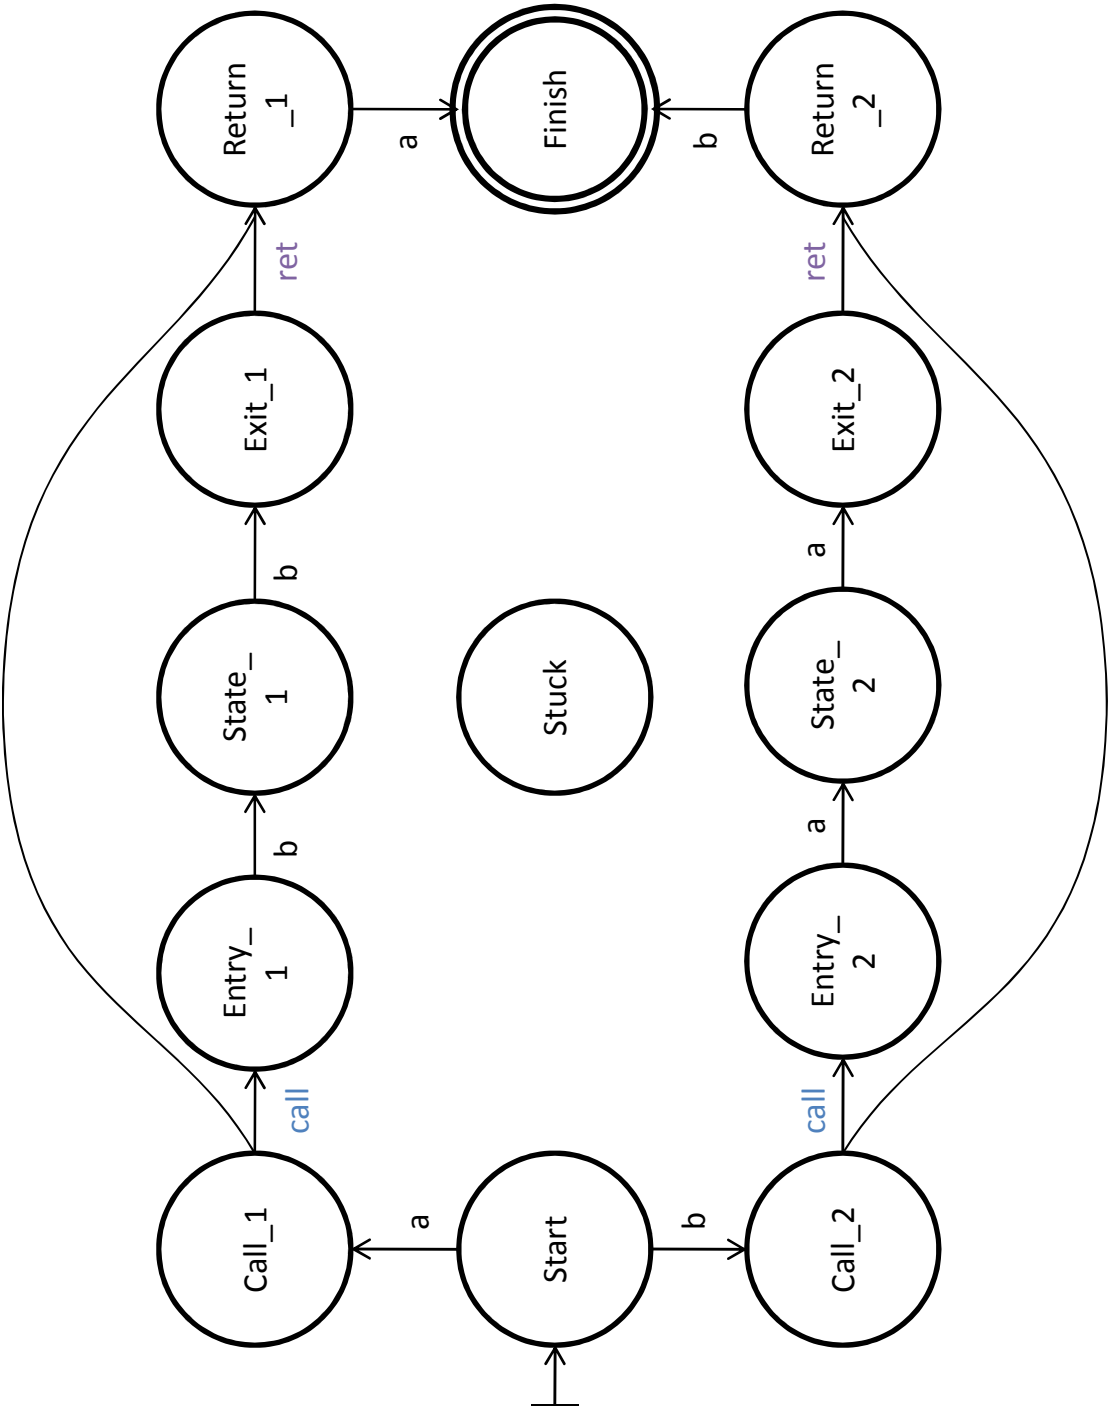 Call_1
call
Entry_
1
b
State_
1
b
Exit_1
ret
Return
_1
a
a
Start
Stuck
Finish
b
b
Call_2
call
Entry_
2
a
State_
2
a
Exit_2
ret
Return
_2